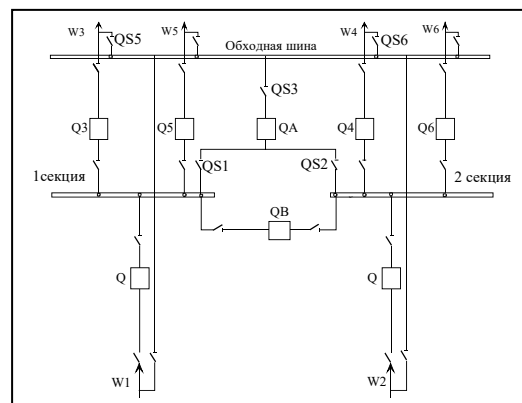 W3 W5 W4 W6
QS5 Обходная шина QS6
QS3
Q3 Q5 QA Q4 Q6
QS1 QS2
1секция 2 секция
QB
Q Q
W1 W2